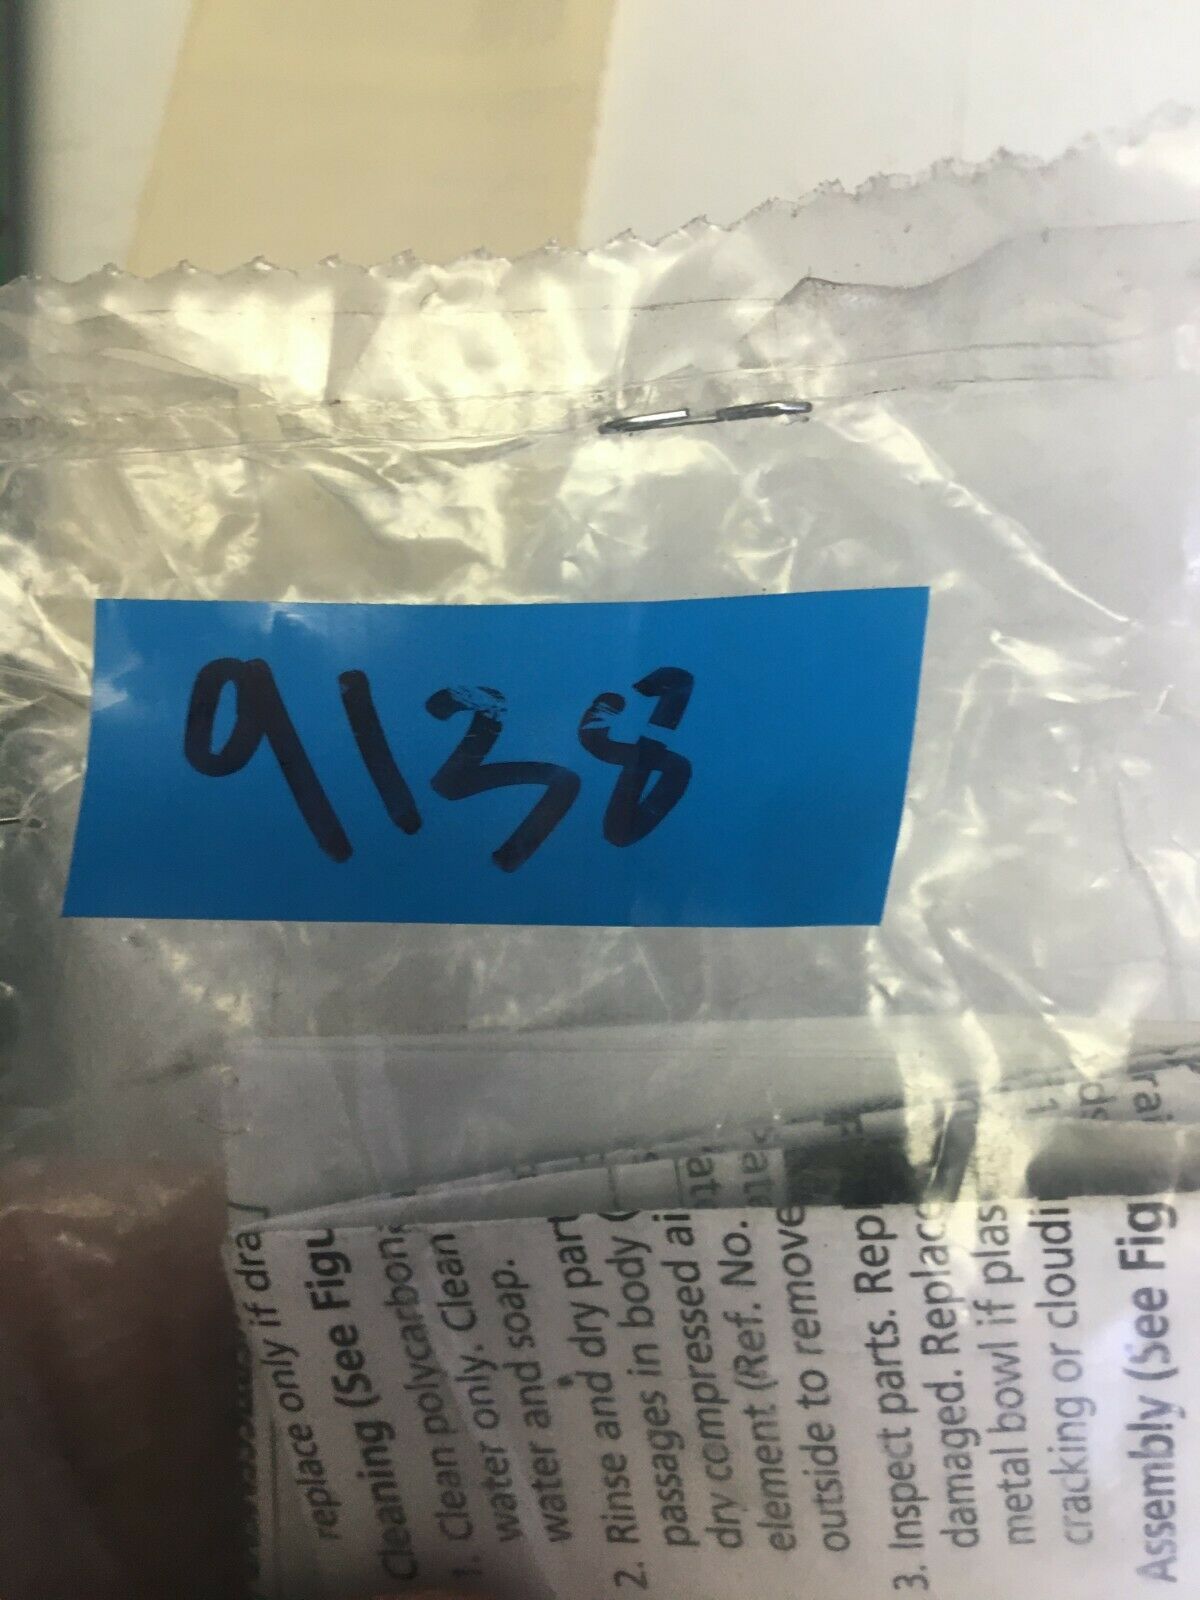 9138
replace only if dra
Cleaning (See Figu
1. Clean polycarbon
water only. Clean
water and soap.
2. Rinse and dry part
passages in body (
dry compressed ai
element (Ref. No.
outside to remove
3. Inspect parts. Rep
damaged. Replace
metal bowl if plas
cracking or cloudi
Assembly (See Fig